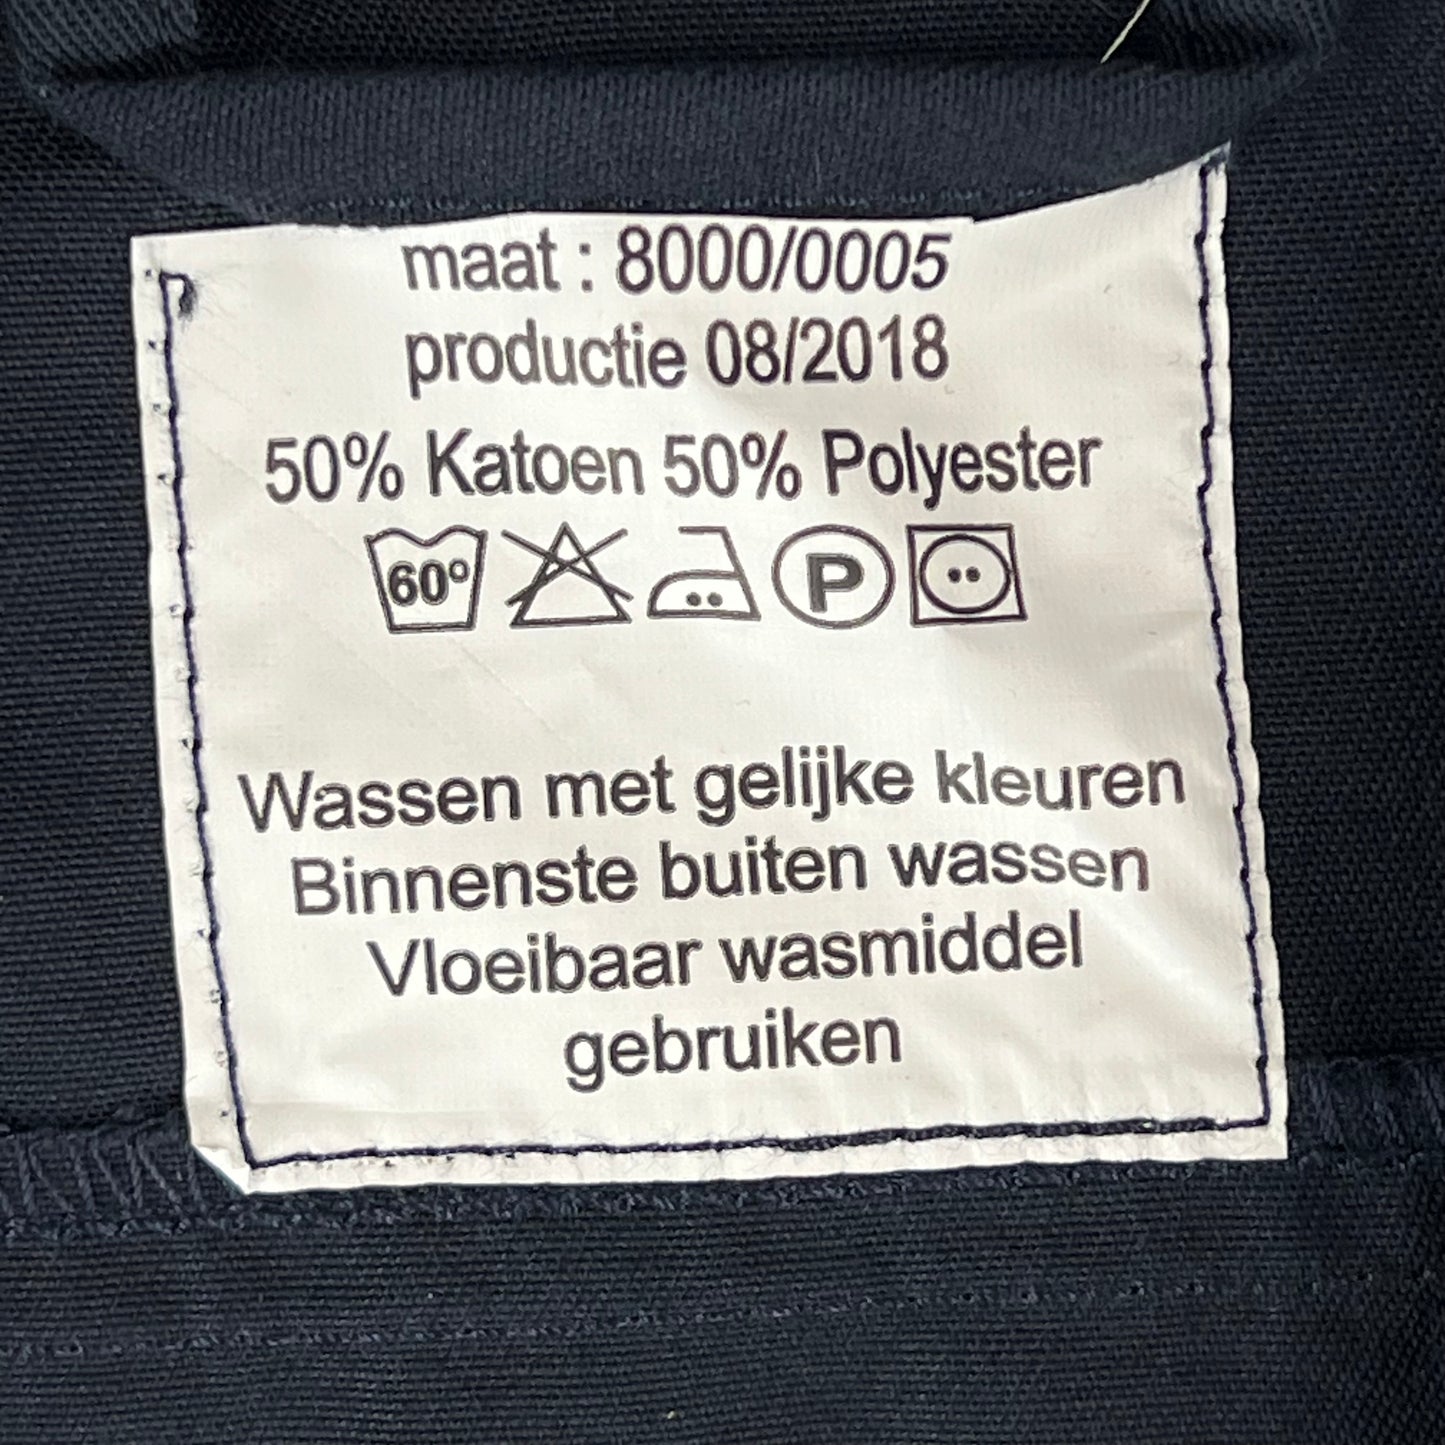 maat : 8000/0005
productie 08/2018
50% Katoen 50% Polyester
60° P
Wassen met gelijke kleuren
Binnenste buiten wassen
Vloeibaar wasmiddel
gebruiken